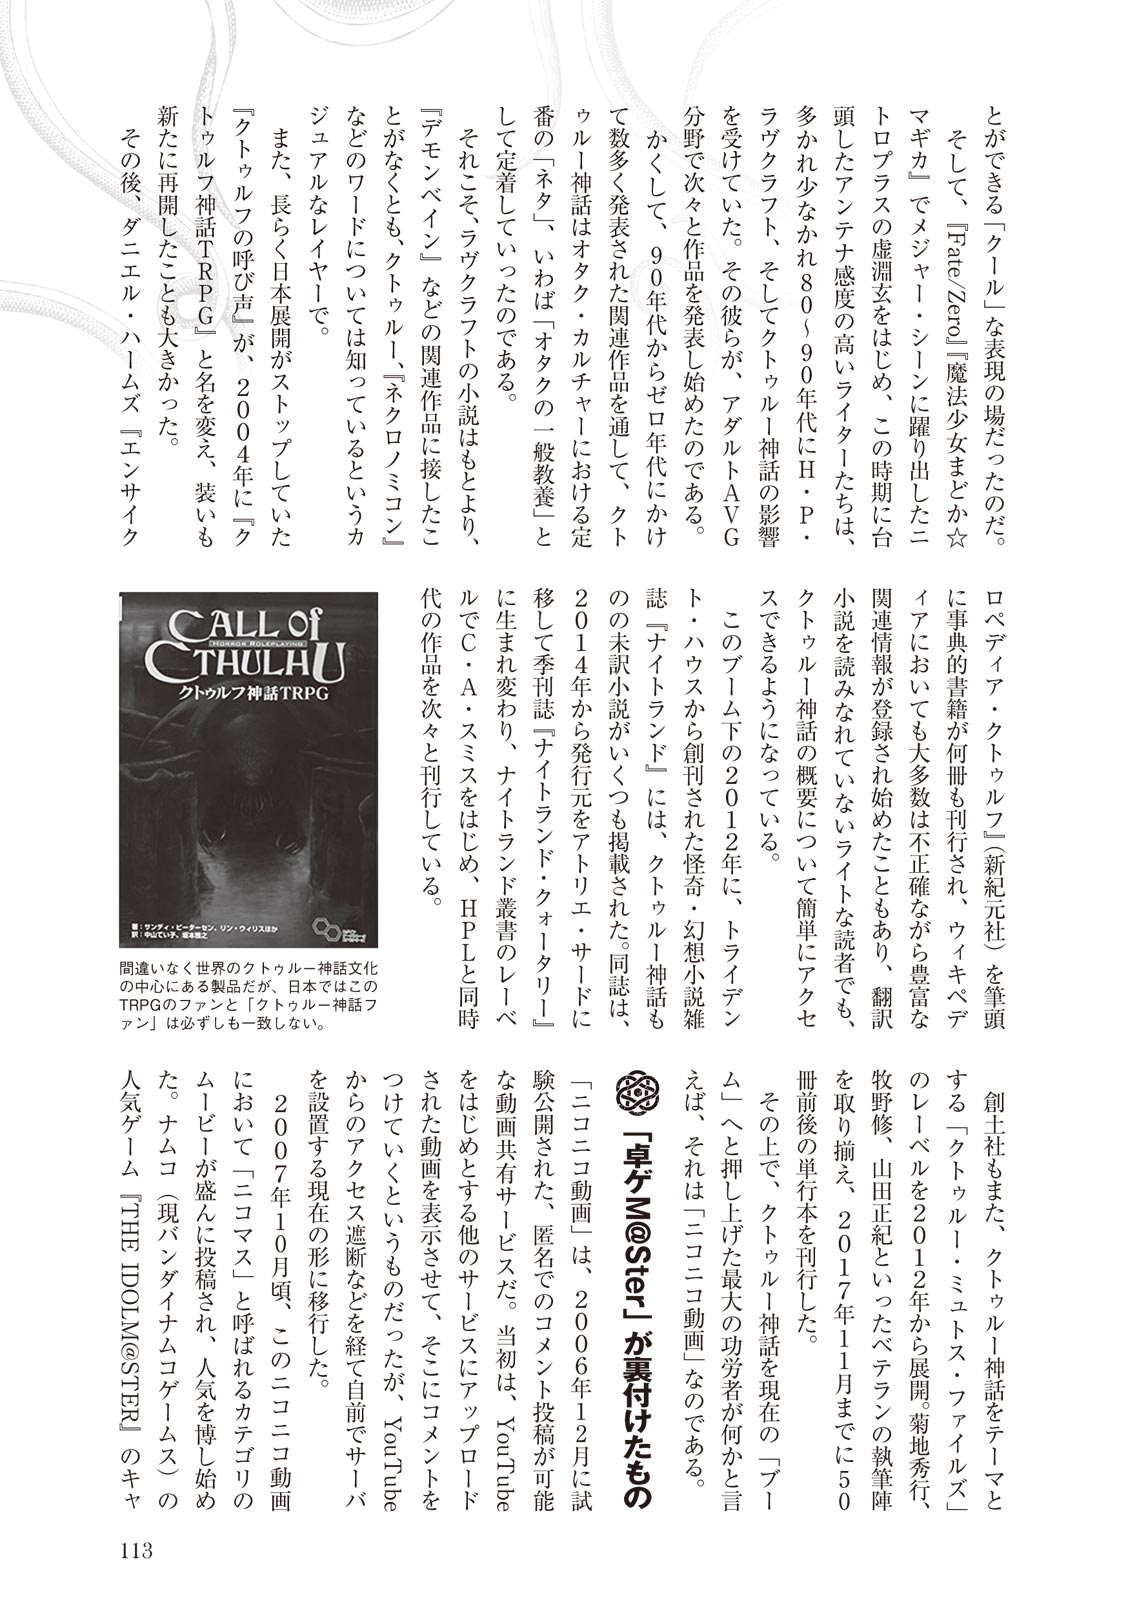 とができる「クール」な表現の場だったのだ。
そして、『Fate/Zero』『魔法少女まどか☆
マギカ』でメジャー・シーンに躍り出したニ
トロプラスの虚淵玄をはじめ、この時期に台
頭したアンテナ感度の高いライターたちは、
多かれ少なかれ80～90年代にH・P・
ラヴクラフト、そしてクトゥルー神話の影響
を受けていた。その彼らが、アダルトAVG
分野で次々と作品を発表し始めたのである。
かくして、90年代からゼロ年代にかけ
て数多く発表された関連作品を通して、クト
ゥルー神話はオタク・カルチャーにおける定
番の「ネタ」、いわば「オタクの一般教養」と
して定着していったのである。
それこそ、ラヴクラフトの小説はもとより、
『デモンベイン』などの関連作品に接したこ
とがなくとも、クトゥルー、『ネクロノミコン』
などのワードについては知っているというカ
ジュアルなレイヤーで。
また、長らく日本展開がストップしていた
『クトゥルフの呼び声』が、2004年に『ク
トゥルフ神話TRPG』と名を変え、装いも
新たに再開したことも大きかった。
その後、ダニエル・ハームズ『エンサイク
ロペディア・クトゥルフ』（新紀元社）を筆頭
に事典的書籍が何冊も刊行され、ウィキペデ
ィアにおいても大多数は不正確ながら豊富な
関連情報が登録され始めたこともあり、翻訳
小説を読みなれていないライトな読者でも、
クトゥルー神話の概要について簡単にアクセ
スできるようになっている。
このブーム下の2012年に、トライデン
ト・ハウスから創刊された怪奇・幻想小説雑
誌『ナイトランド』には、クトゥルー神話も
のの未訳小説がいくつも掲載された。同誌は、
2014年から発行元をアトリエ・サードに
移して季刊誌『ナイトランド・クォータリー』
に生まれ変わり、ナイトランド叢書のレーベ
ルでC・A・スミスをはじめ、HPLと同時
代の作品を次々と刊行している。
CALL of
HORROR ROLEPLAYING
CTHULHU
クトゥルフ神話TRPG
著：サンディ・ピーターセン、リン・ウィリスほか
訳：中山てい子、坂本雅之
間違いなく世界のクトゥルー神話文化
の中心にある製品だが、日本ではこの
TRPGのファンと「クトゥルー神話フ
ァン」は必ずしも一致しない。
創土社もまた、クトゥルー神話をテーマと
する「クトゥルー・ミュトス・ファイルズ」
のレーベルを2012年から展開。菊地秀行、
牧野修、山田正紀といったベテランの執筆陣
を取り揃え、2017年11月までに50
冊前後の単行本を刊行した。
その上で、クトゥルー神話を現在の「ブー
ム」へと押し上げた最大の功労者が何かと言
えば、それは「ニコニコ動画」なのである。
「卓ゲM@Ster」が裏付けたもの
「ニコニコ動画」は、2006年12月に試
験公開された、匿名でのコメント投稿が可能
な動画共有サービスだ。当初は、YouTube
をはじめとする他のサービスにアップロード
された動画を表示させて、そこにコメントを
つけていくというものだったが、YouTube
からのアクセス遮断などを経て自前でサーバ
を設置する現在の形に移行した。
2007年10月頃、このニコニコ動画
において「ニコマス」と呼ばれるカテゴリの
ムービーが盛んに投稿され、人気を博し始め
た。ナムコ（現バンダイナムコゲームス）の
人気ゲーム『THE IDOLM@STER』のキャ
113